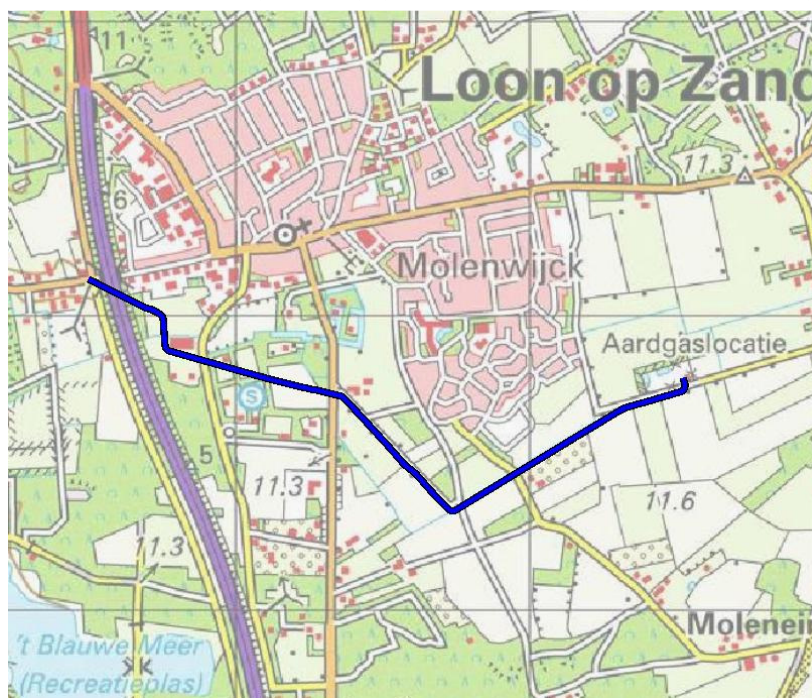 11
Loon op Zand
11.3
6
Molenwijck
Aardgaslocatie
S
5
11.3
11.6
11.3
Molenein
't Blauwe Meer
(Recreatieplas)